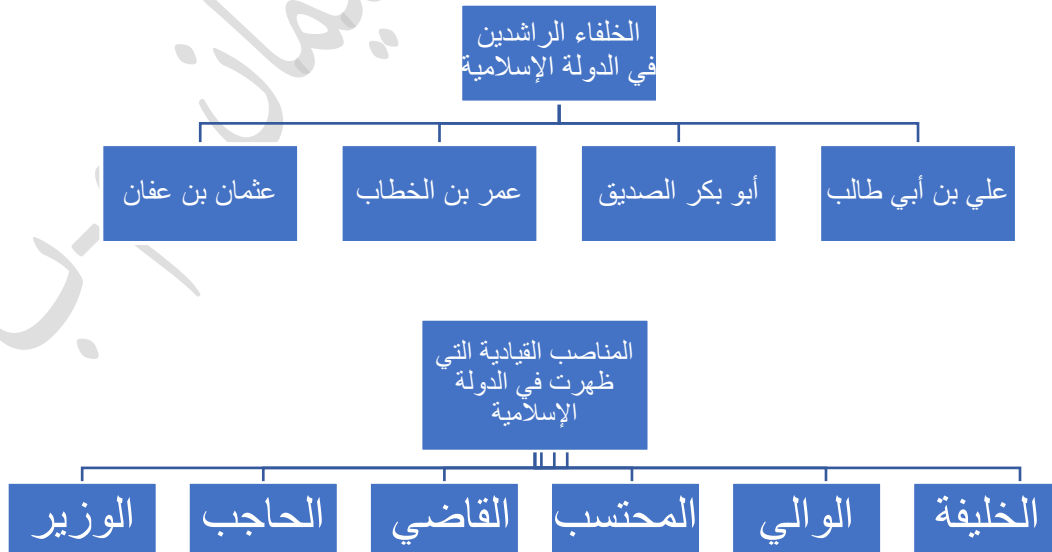 الخلفاء الراشدين
في الدولة الإسلامية
علي بن أبي طالب
أبو بكر الصديق
عمر بن الخطاب
عثمان بن عفان
المناصب القيادية التي
ظهرت في الدولة
الإسلامية
الخليفة
الوالي
المحتسب
القاضي
الحاجب
الوزير